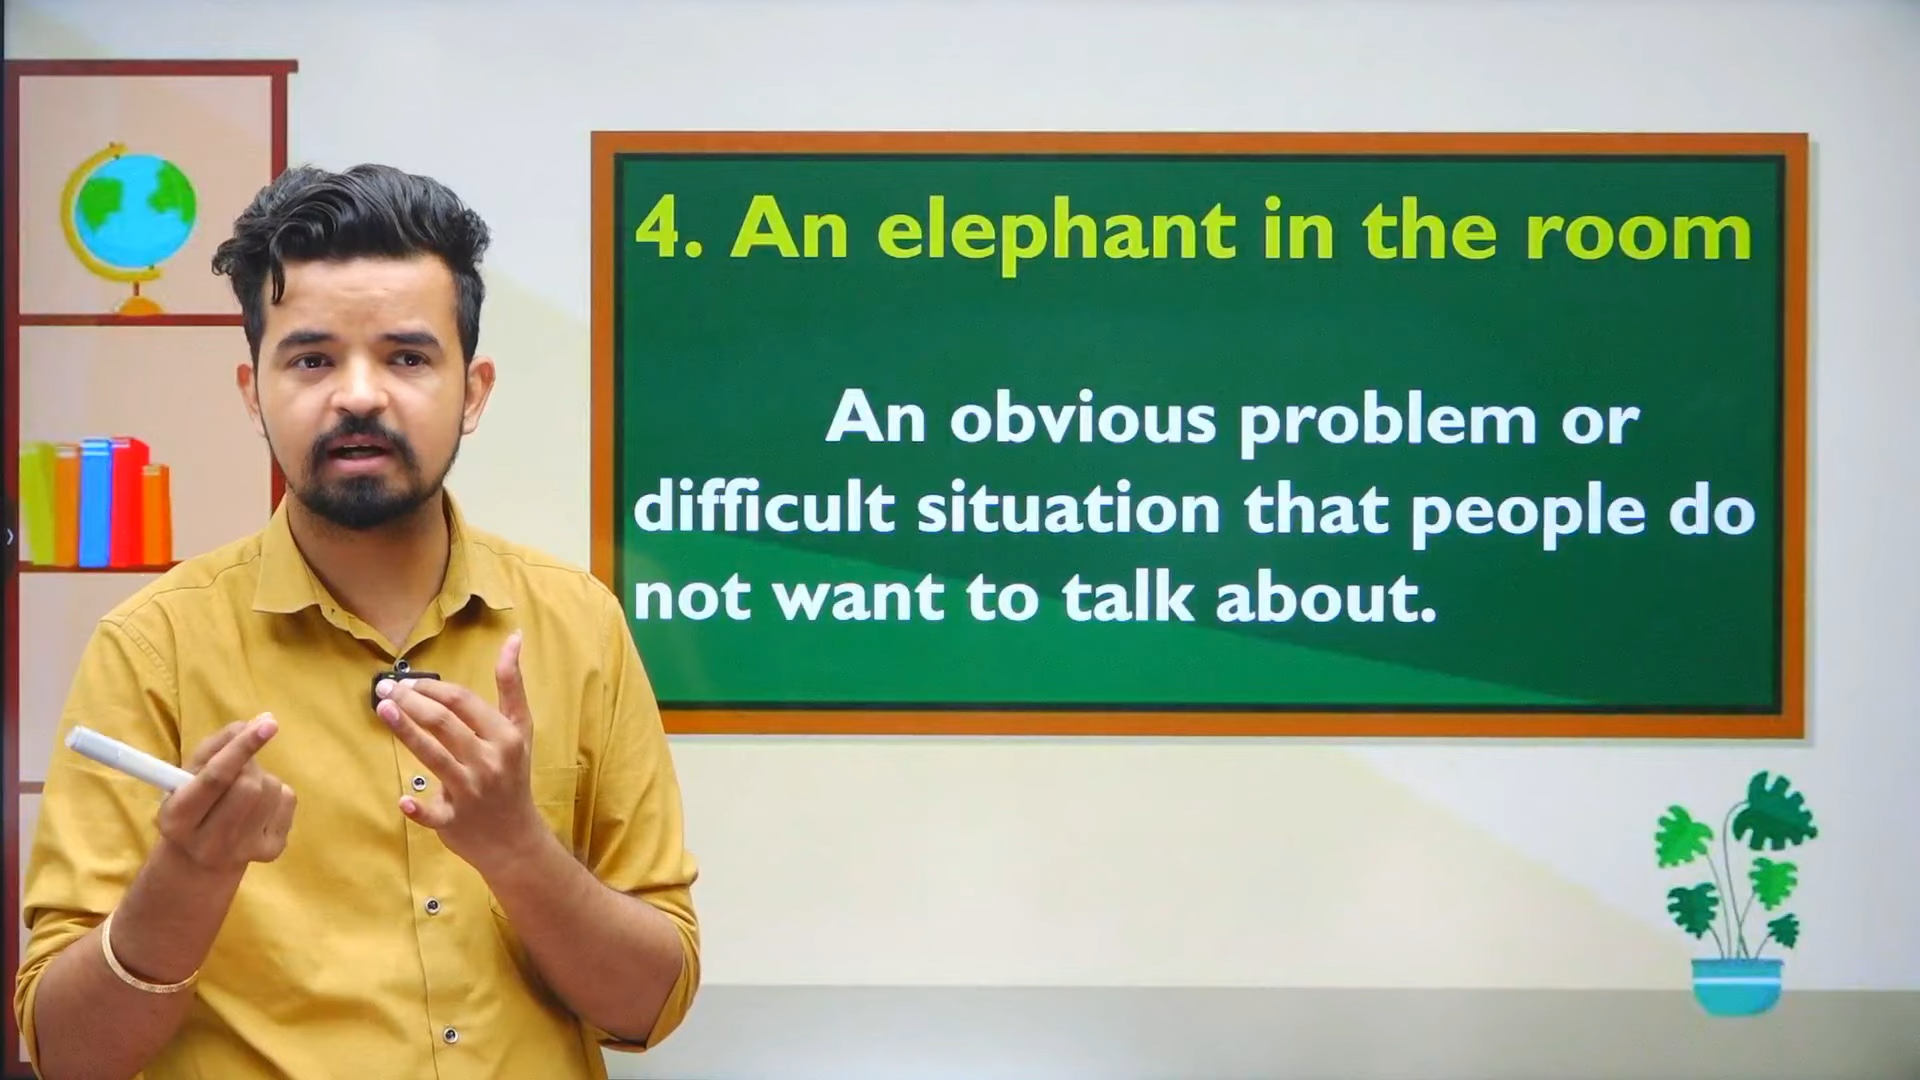 4. An elephant in the room
An obvious problem or
difficult situation that people do
not want to talk about.